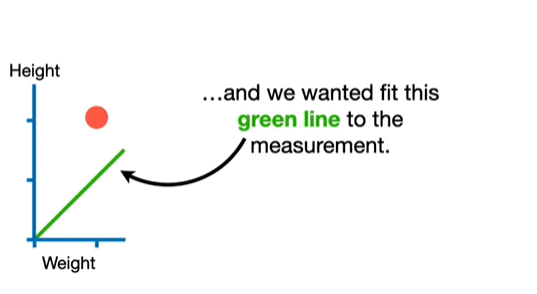 Height
...and we wanted fit this
green line to the
measurement.
Weight